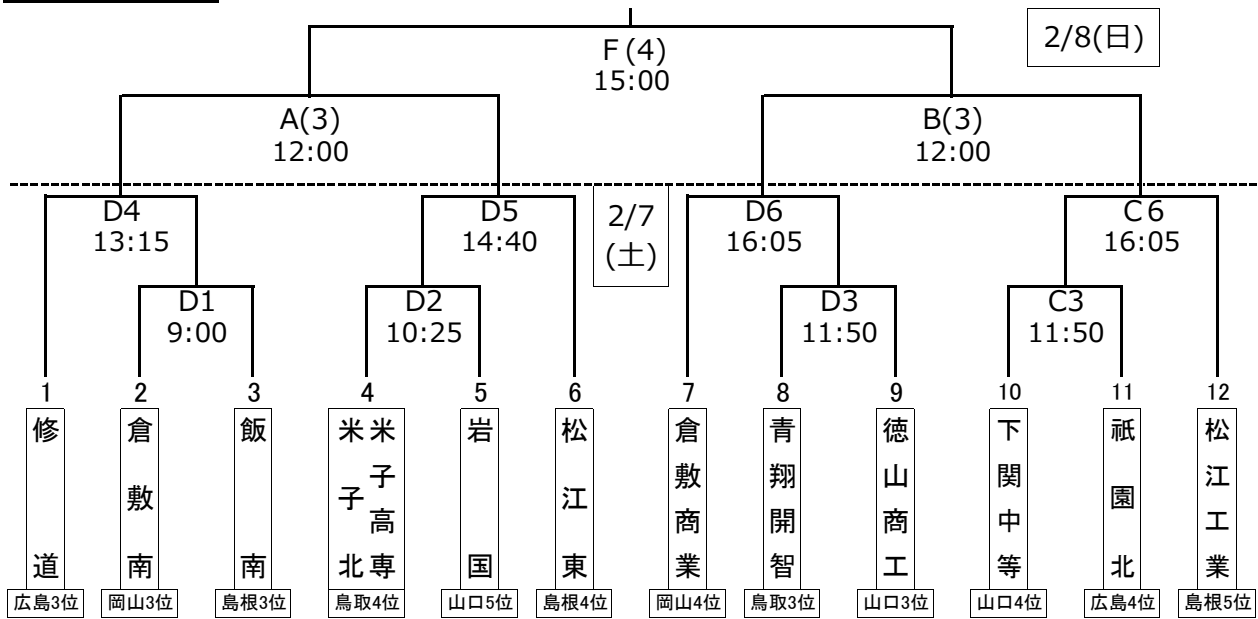 F(4)
15:00
2/8(日)
A(3)
12:00
B(3)
12:00
D4
13:15
D5
14:40
2/7
(土)
D6
16:05
C6
16:05
D1
9:00
D2
10:25
D3
11:50
C3
11:50
1
2
3
4
5
6
7
8
9
10
11
12
修道
倉敷南
飯南
米子北
米子高専
岩国
松江東
倉敷商業
青翔開智
徳山商工
下関中等
祇園北
松江工業
広島3位
岡山3位
島根3位
鳥取4位
山口5位
島根4位
岡山4位
鳥取3位
山口3位
山口4位
広島4位
島根5位